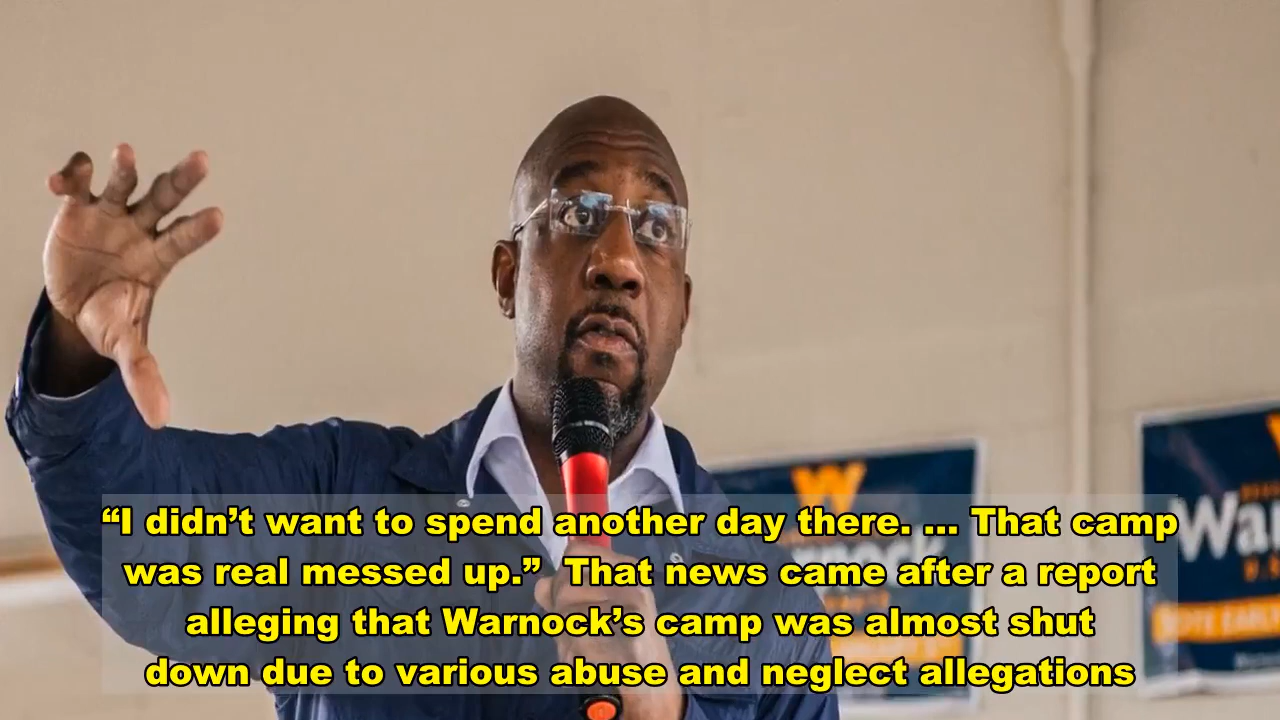 W
Warnock
“I didn’t want to spend another day there. ... That camp
was real messed up.”  That news came after a report
alleging that Warnock’s camp was almost shut
down due to various abuse and neglect allegations